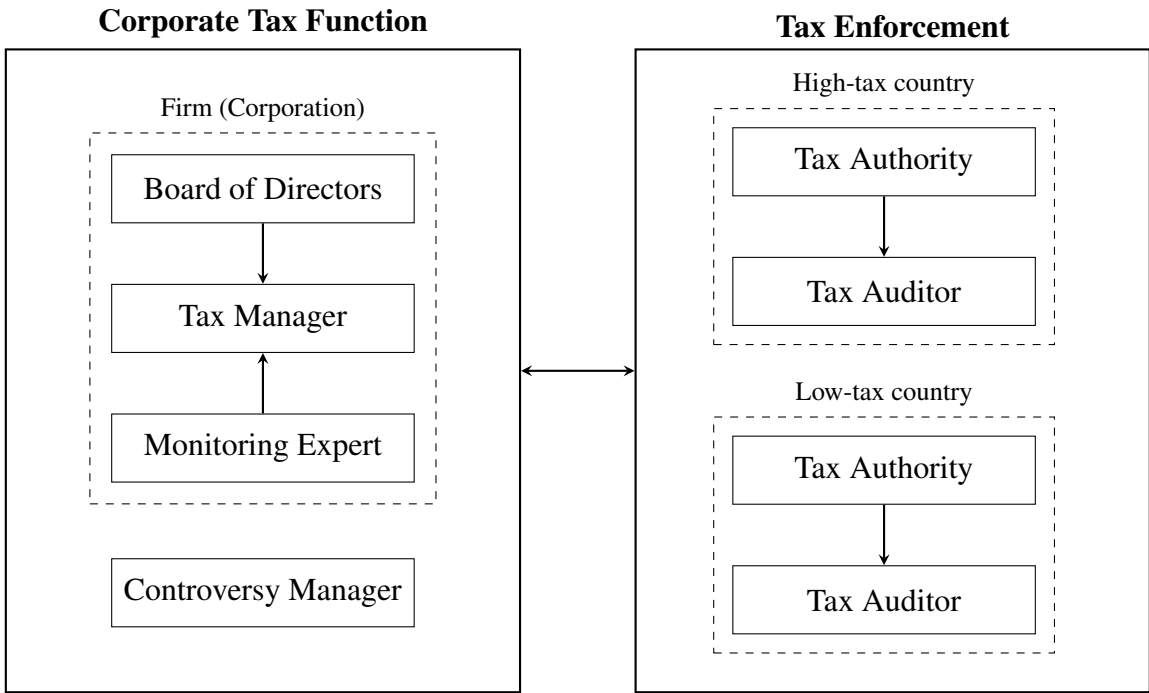 Corporate Tax Function
Firm (Corporation)
Board of Directors
Tax Manager
Monitoring Expert
Controversy Manager
Tax Enforcement
High-tax country
Tax Authority
Tax Auditor
Low-tax country
Tax Authority
Tax Auditor